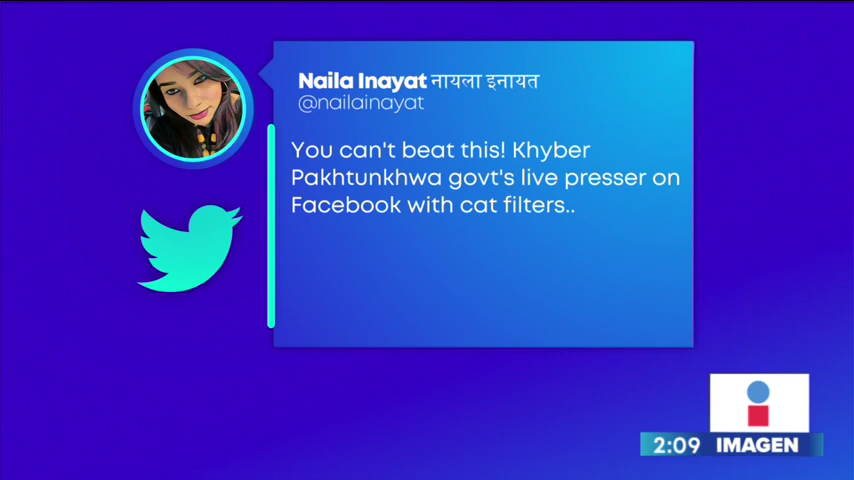 Naila Inayat नायला इनायत
@nailainayat
You can't beat this! Khyber
Pakhtunkhwa govt's live presser on
Facebook with cat filters..
2:09 IMAGEN